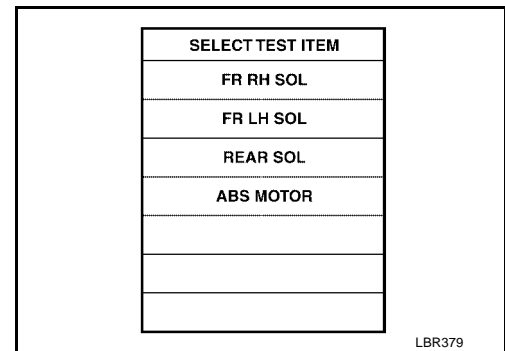 SELECT TEST ITEM
FR RH SOL
FR LH SOL
REAR SOL
ABS MOTOR
LBR379